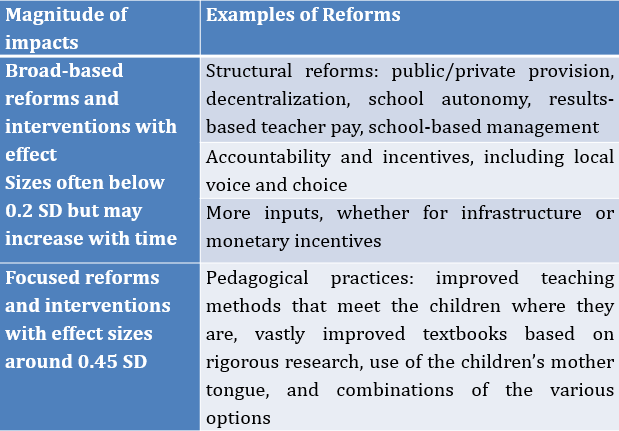 Magnitude of
impacts
Examples of Reforms
Broad-based
reforms and
interventions with
effect
Sizes often below
0.2 SD but may
increase with time
Structural reforms: public/private provision,
decentralization, school autonomy, results-
based teacher pay, school-based management
Accountability and incentives, including local
voice and choice
More inputs, whether for infrastructure or
monetary incentives
Focused reforms
and interventions
with effect sizes
around 0.45 SD
Pedagogical practices: improved teaching
methods that meet the children where they
are, vastly improved textbooks based on
rigorous research, use of the children’s mother
tongue, and combinations of the various
options